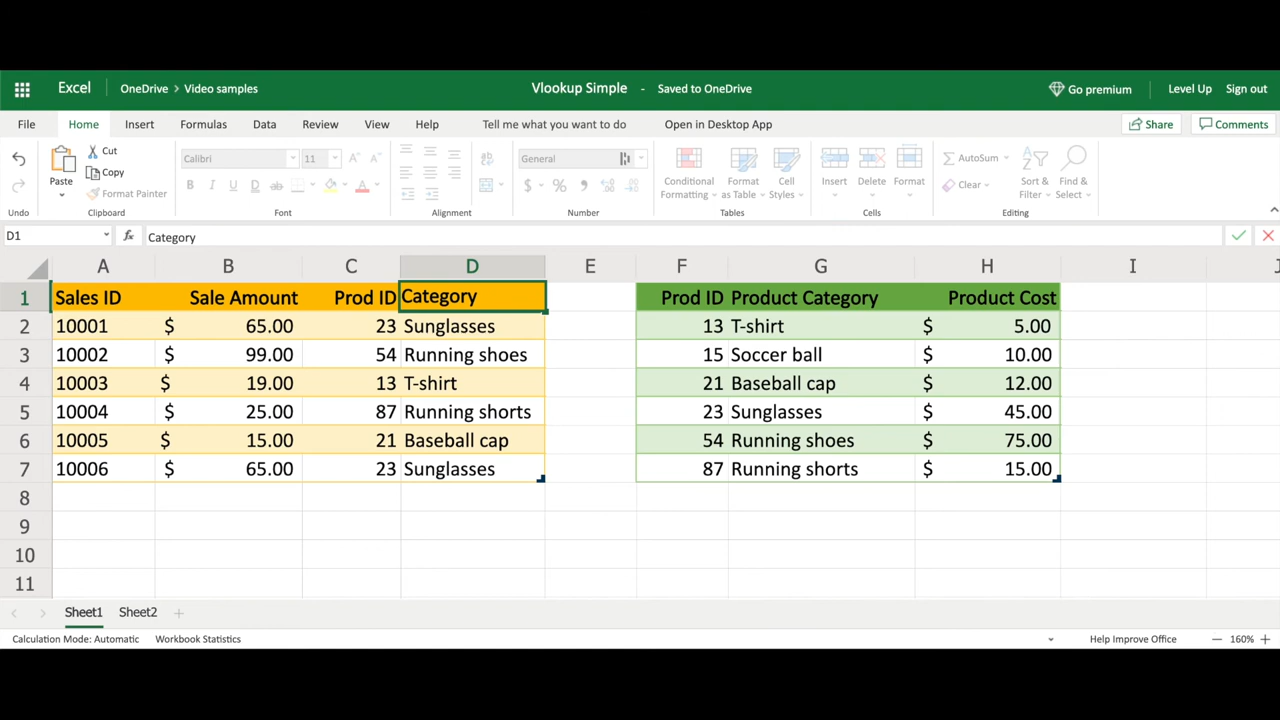 Excel OneDrive > Video samples Vlookup Simple - Saved to OneDrive Go premium Level Up Sign out
File Home Insert Formulas Data Review View Help Tell me what you want to do Open in Desktop App Share Comments
Paste Cut Copy Format Painter
Calibri 11
B I U D ab A
ab
General
$ % ,
Conditional Formatting
Format as Table
Cell Styles
Insert Delete Format
AutoSum
Clear
Sort & Filter
Find & Select
Undo Clipboard Font Alignment Number Tables Cells Editing
D1 fx Category
A B C D E F G H I J
1 Sales ID Sale Amount Prod ID Category Prod ID Product Category Product Cost
2 10001 $ 65.00 23 Sunglasses 13 T-shirt $ 5.00
3 10002 $ 99.00 54 Running shoes 15 Soccer ball $ 10.00
4 10003 $ 19.00 13 T-shirt 21 Baseball cap $ 12.00
5 10004 $ 25.00 87 Running shorts 23 Sunglasses $ 45.00
6 10005 $ 15.00 21 Baseball cap 54 Running shoes $ 75.00
7 10006 $ 65.00 23 Sunglasses 87 Running shorts $ 15.00
8
9
10
11
Sheet1 Sheet2 +
Calculation Mode: Automatic Workbook Statistics Help Improve Office — 160% +